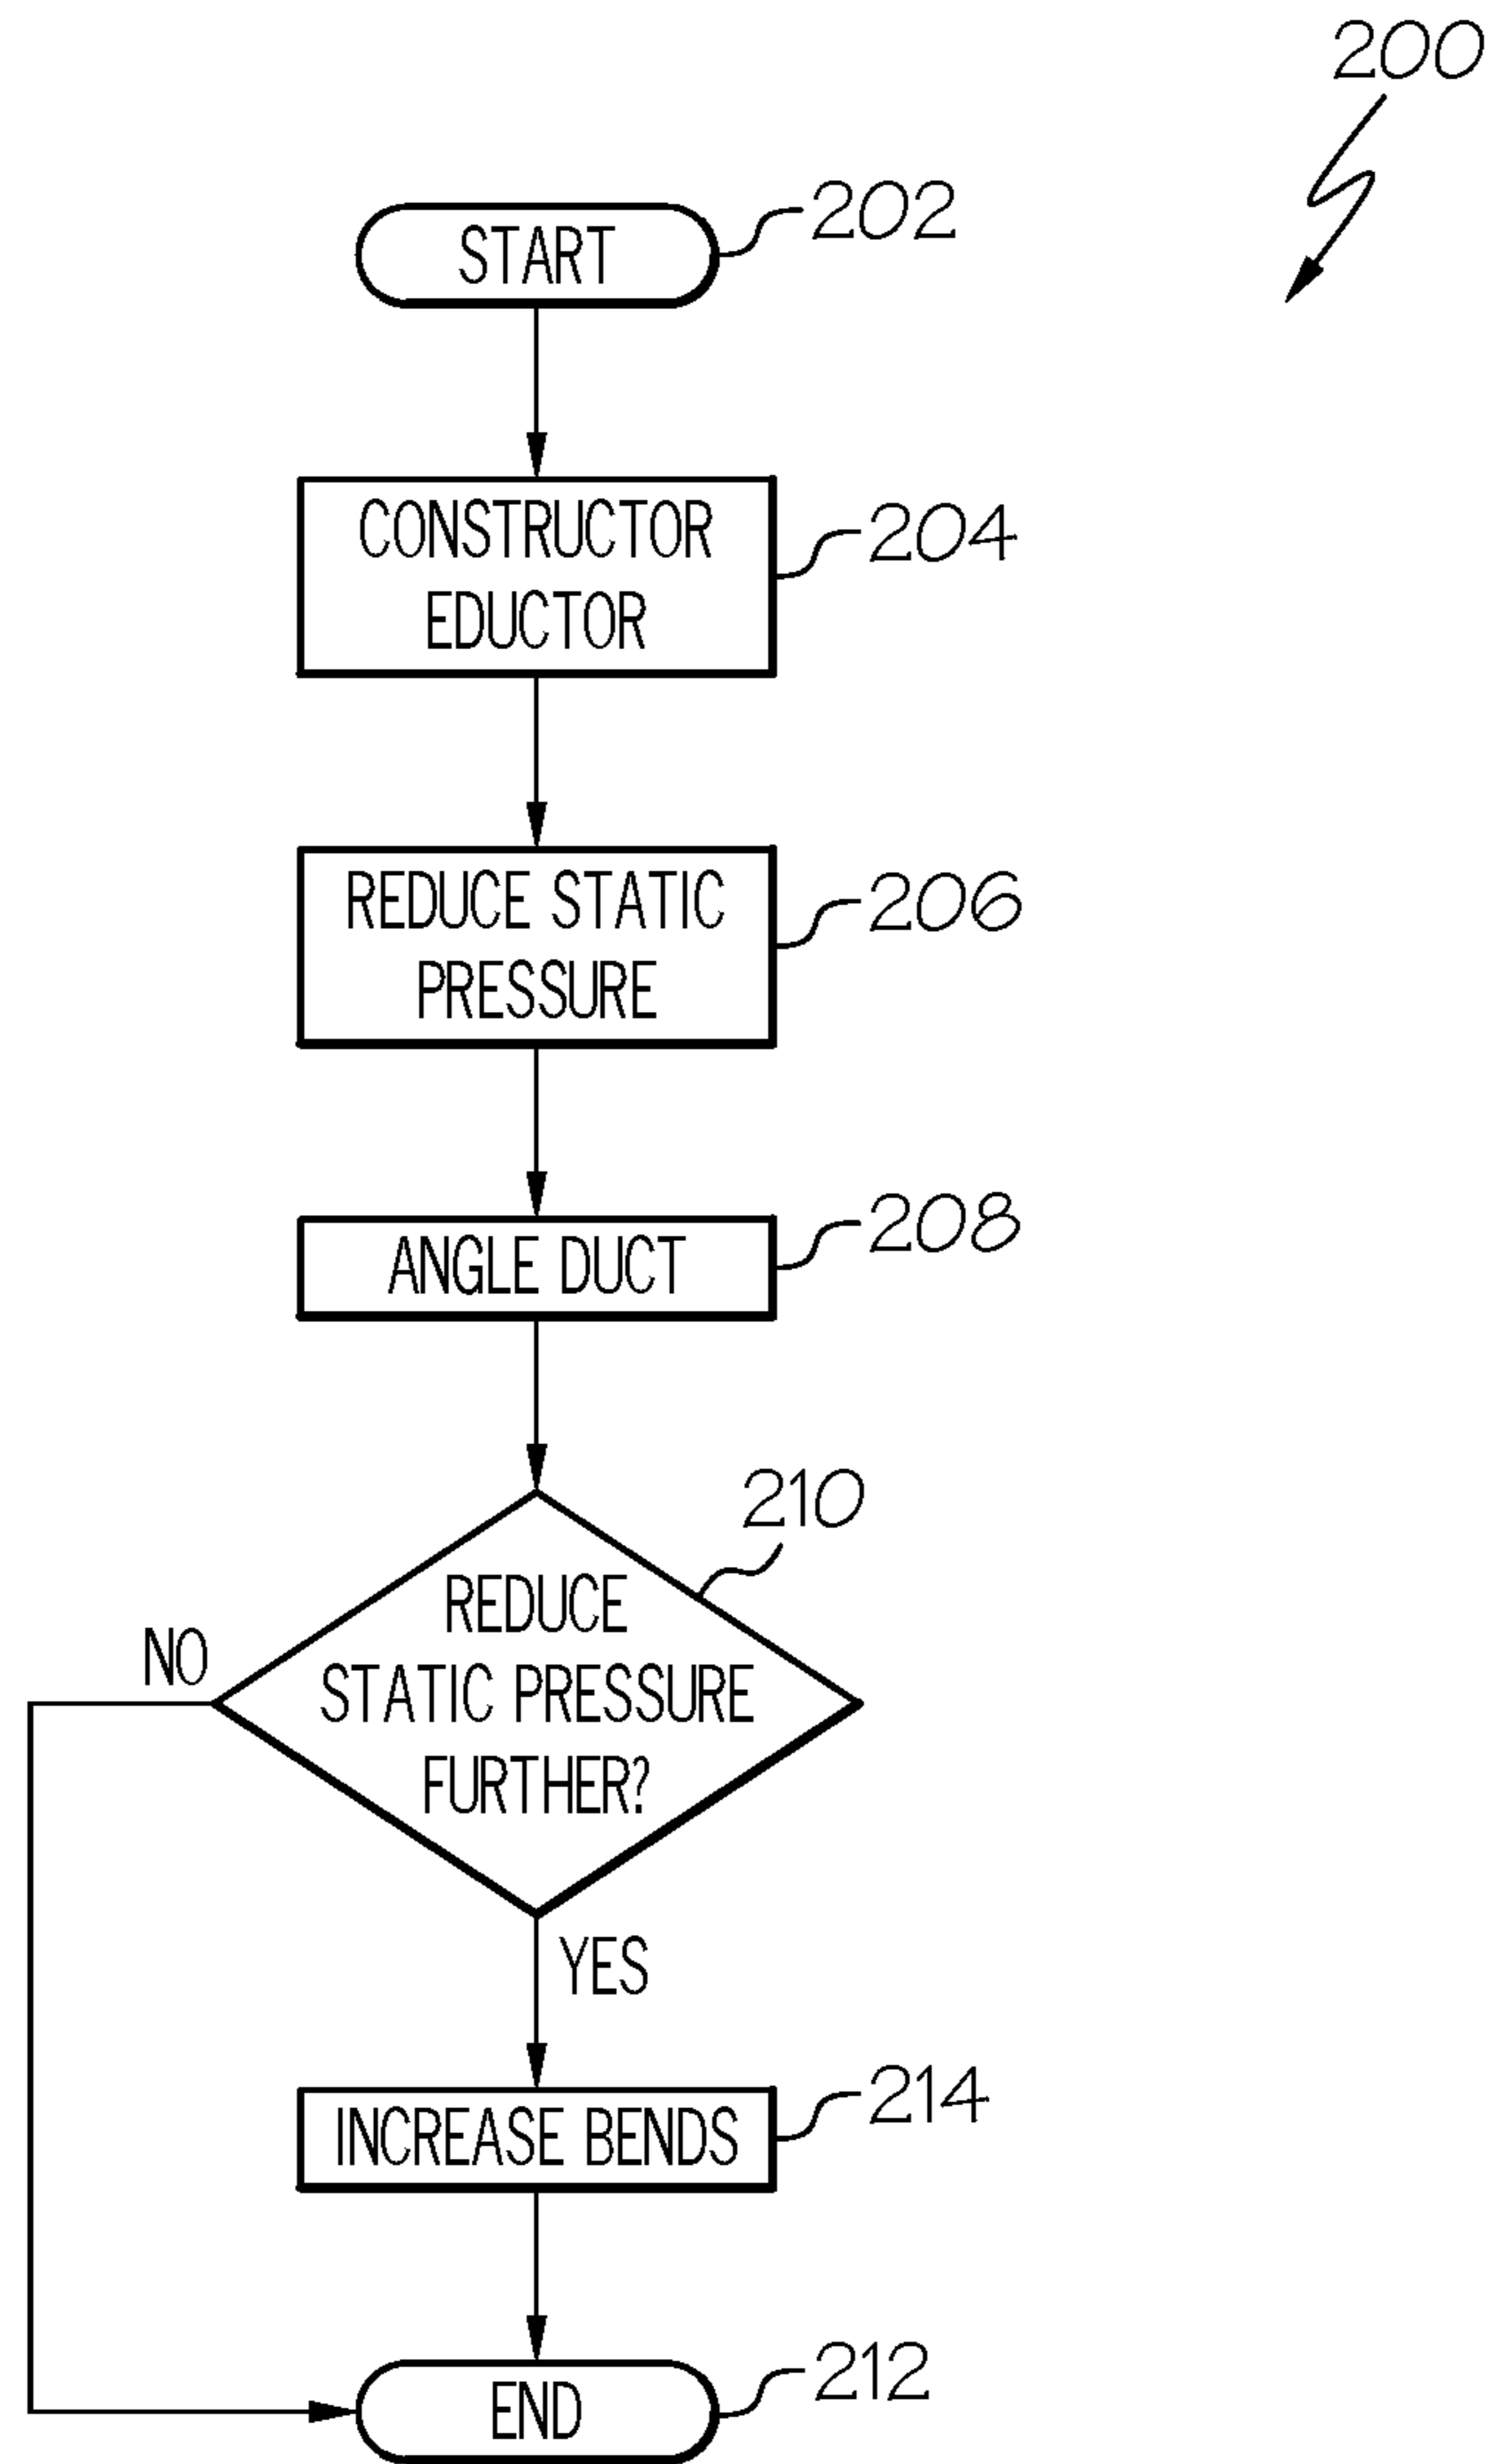 200
START
202
CONSTRUCTOR
EDUCTOR
204
REDUCE STATIC
PRESSURE
206
ANGLE DUCT
208
210
REDUCE
STATIC PRESSURE
FURTHER?
NO
YES
INCREASE BENDS
214
END
212